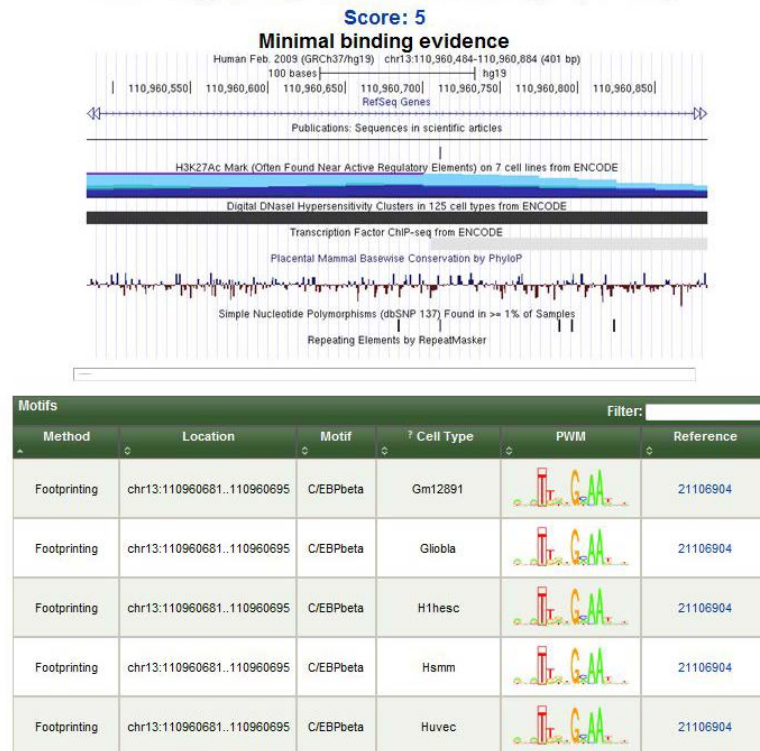 Score: 5
Minimal binding evidence
Human Feb. 2009 (GRCh37/hg19) chr13:110,960,484-110,960,884 (401 bp)
100 bases hg19
110,960,550 110,960,600 110,960,650 110,960,700 110,960,750 110,960,800 110,960,850
RefSeq Genes
Publications: Sequences in scientific articles
H3K27Ac Mark (Often Found Near Active Regulatory Elements) on 7 cell lines from ENCODE
Digital DNaseI Hypersensitivity Clusters in 125 cell types from ENCODE
Transcription Factor ChIP-seq from ENCODE
Placental Mammal Basewise Conservation by PhyloP
Simple Nucleotide Polymorphisms (dbSNP 137) Found in >= 1% of Samples
Repeating Elements by RepeatMasker
Motifs Filter:
Method Location Motif ? Cell Type PWM Reference
Footprinting chr13:110960681..110960695 C/EBPbeta Gm12891 21106904
Footprinting chr13:110960681..110960695 C/EBPbeta Gliobla 21106904
Footprinting chr13:110960681..110960695 C/EBPbeta H1hesc 21106904
Footprinting chr13:110960681..110960695 C/EBPbeta Hsmm 21106904
Footprinting chr13:110960681..110960695 C/EBPbeta Huvec 21106904